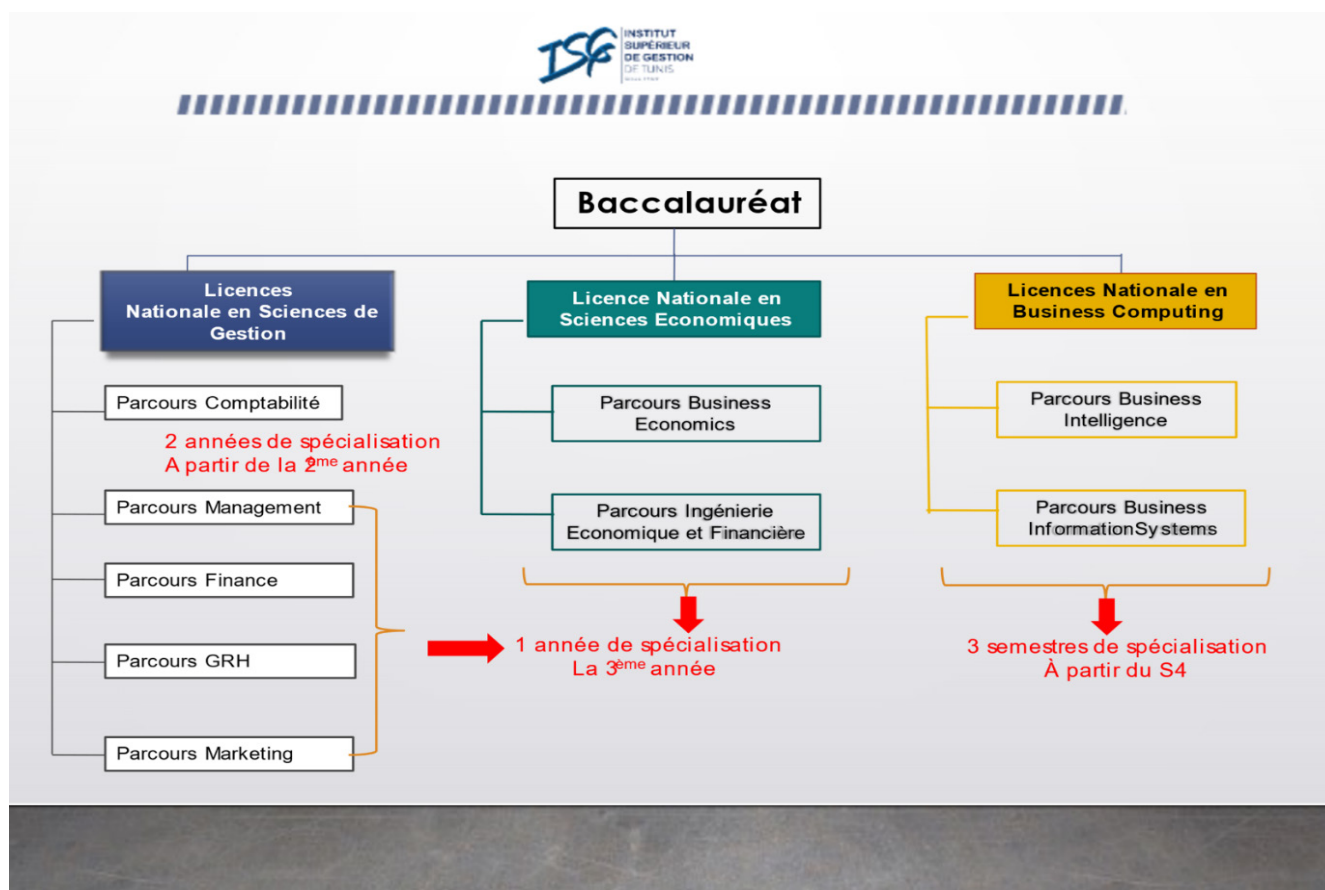 INSTITUT
SUPÉRIEUR
DE GESTION
DE TUNIS
ISG
Baccalauréat
Licences
Nationale en Sciences de
Gestion
Parcours Comptabilité
2 années de spécialisation
A partir de la 2ème année
Parcours Management
Parcours Finance
Parcours GRH
Parcours Marketing
Licence Nationale en
Sciences Economiques
Parcours Business
Economics
Parcours Ingénierie
Economique et Financière
1 année de spécialisation
La 3ème année
Licences Nationale en
Business Computing
Parcours Business
Intelligence
Parcours Business
InformationSystems
3 semestres de spécialisation
À partir du S4